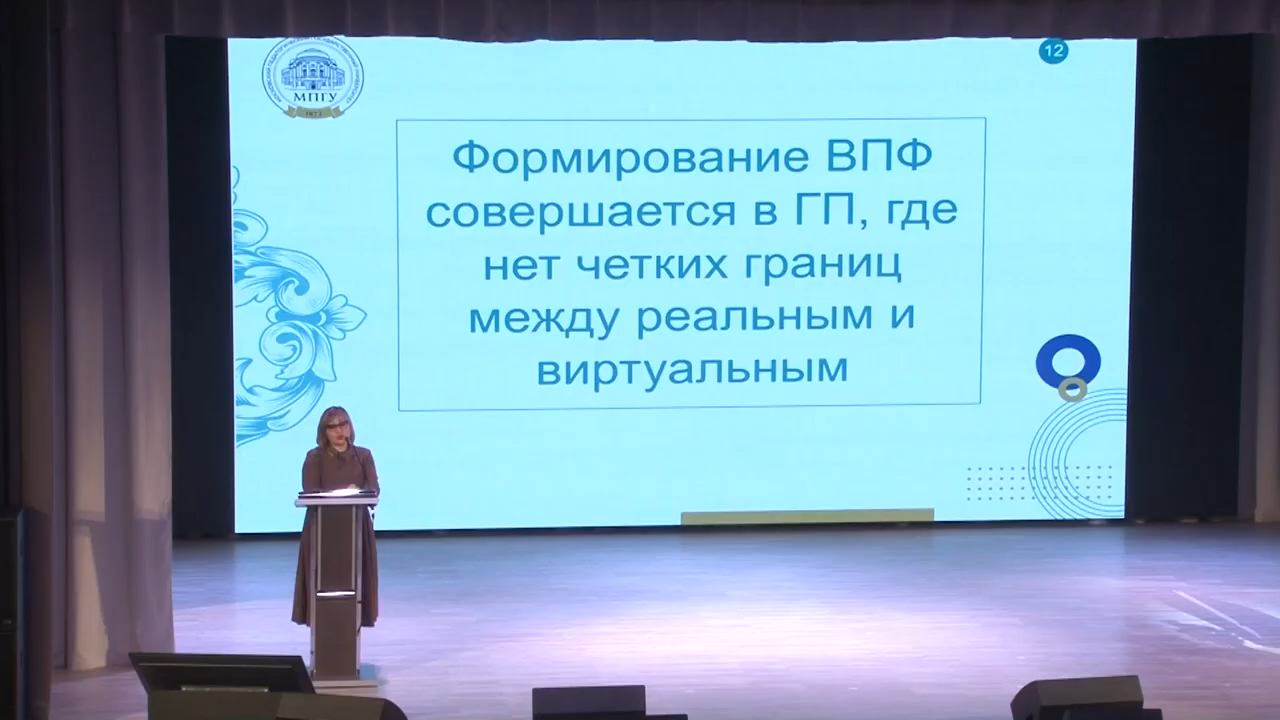 12
МПГУ
Формирование ВПФ
совершается в ГП, где
нет четких границ
между реальным и
виртуальным